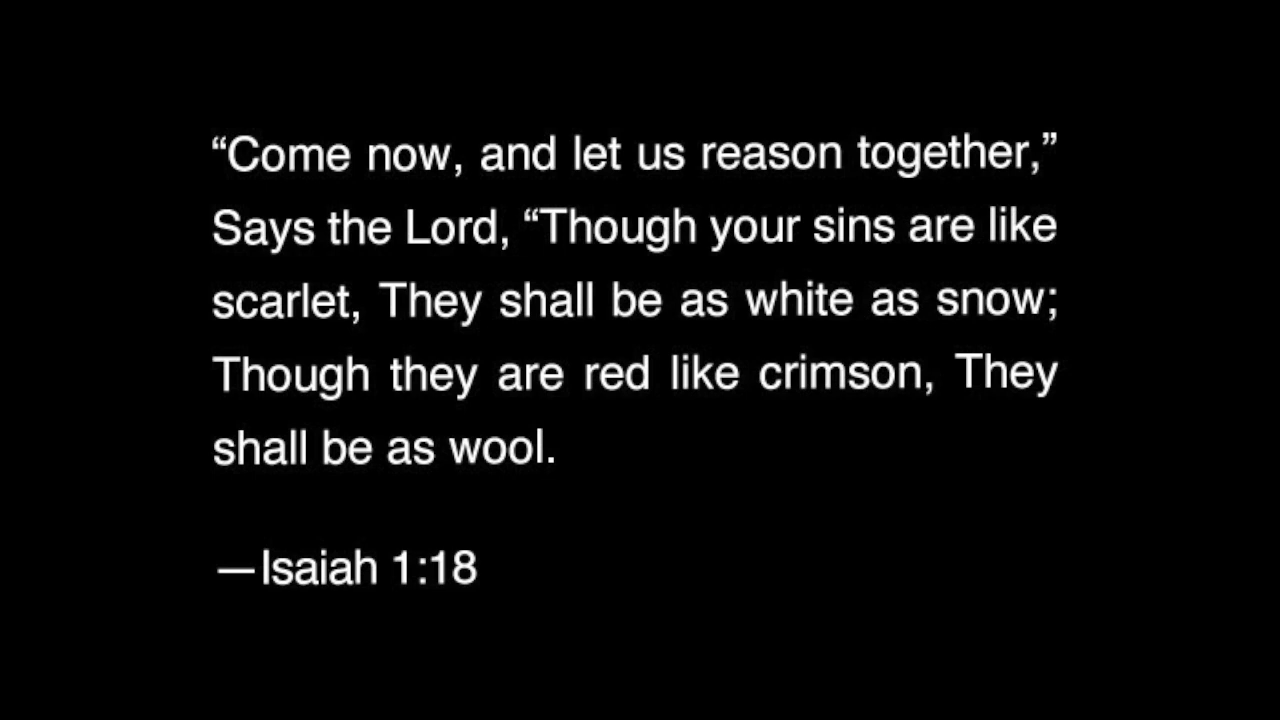 “Come now, and let us reason together,”
Says the Lord, “Though your sins are like
scarlet, They shall be as white as snow;
Though they are red like crimson, They
shall be as wool.
—Isaiah 1:18